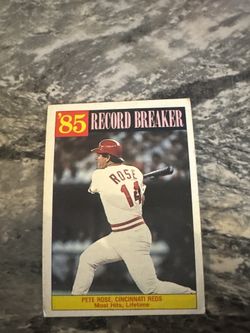 '85 RECORD BREAKER
ROSE
14
PETE ROSE, CINCINNATI REDS
Most Hits, Lifetime